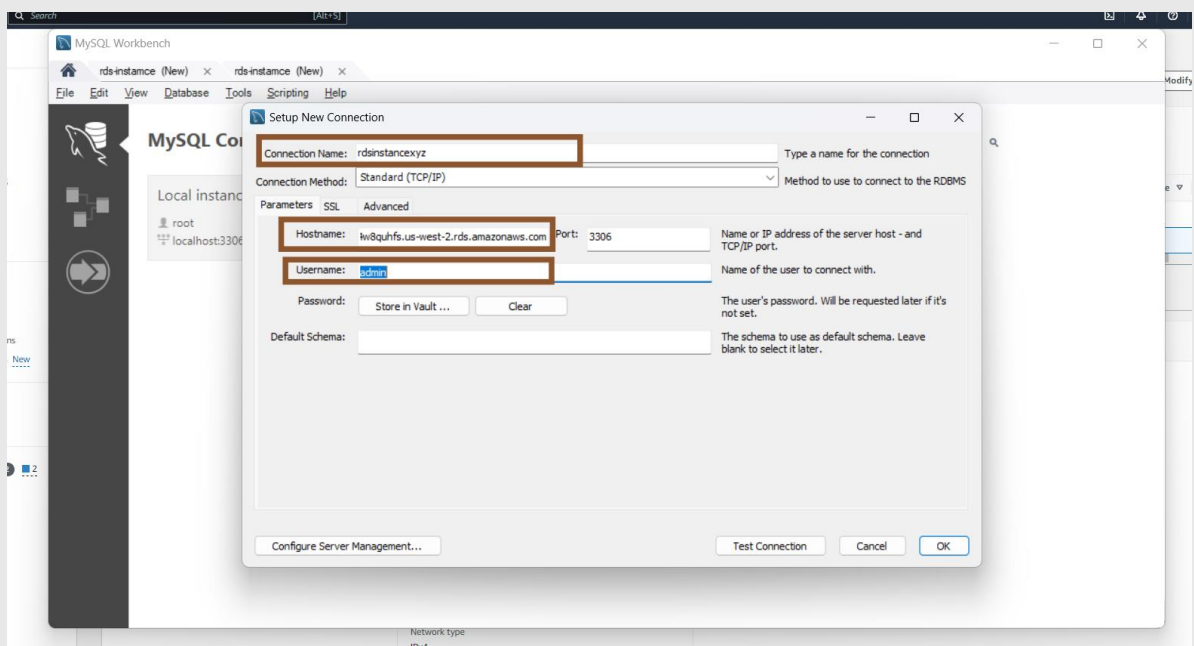 Search [Alt+S]
MySQL Workbench
Modify
rds-instamce (New) × rds-instamce (New) ×
File Edit View Database Tools Scripting Help
Setup New Connection
MySQL Co
Connection Name: rdsinstancexyz Type a name for the connection
Connection Method: Standard (TCP/IP) Method to use to connect to the RDBMS
Local instanc
Parameters SSL Advanced
root
localhost:3306
Hostname: w8quhfs.us-west-2.rds.amazonaws.com Port: 3306 Name or IP address of the server host - and
TCP/IP port.
Username: admin Name of the user to connect with.
Password: Store in Vault ... Clear The user's password. Will be requested later if it's
not set.
Default Schema: The schema to use as default schema. Leave
blank to select it later.
ns
New
2
Configure Server Management... Test Connection Cancel OK
Network type